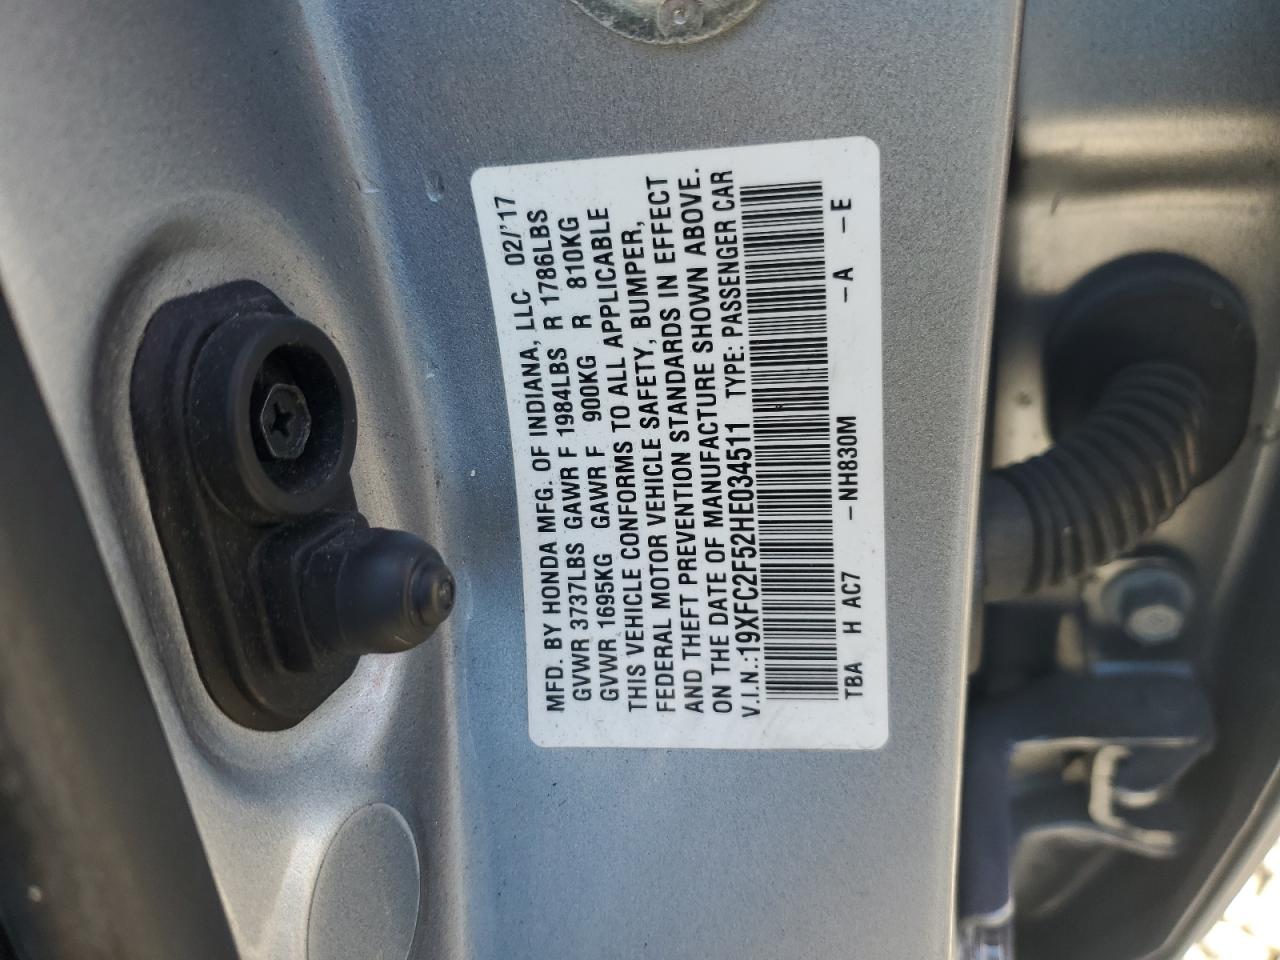 MFD. BY HONDA MFG. OF INDIANA, LLC 02/'17
GVWR 3737LBS GAWR F 1984LBS R 1786LBS
GVWR 1695KG GAWR F 900KG R 810KG
THIS VEHICLE CONFORMS TO ALL APPLICABLE
FEDERAL MOTOR VEHICLE SAFETY, BUMPER,
AND THEFT PREVENTION STANDARDS IN EFFECT
ON THE DATE OF MANUFACTURE SHOWN ABOVE.
V.I.N.:19XFC2F52HE034511 TYPE: PASSENGER CAR
TBA H AC7 -NH830M -A -E